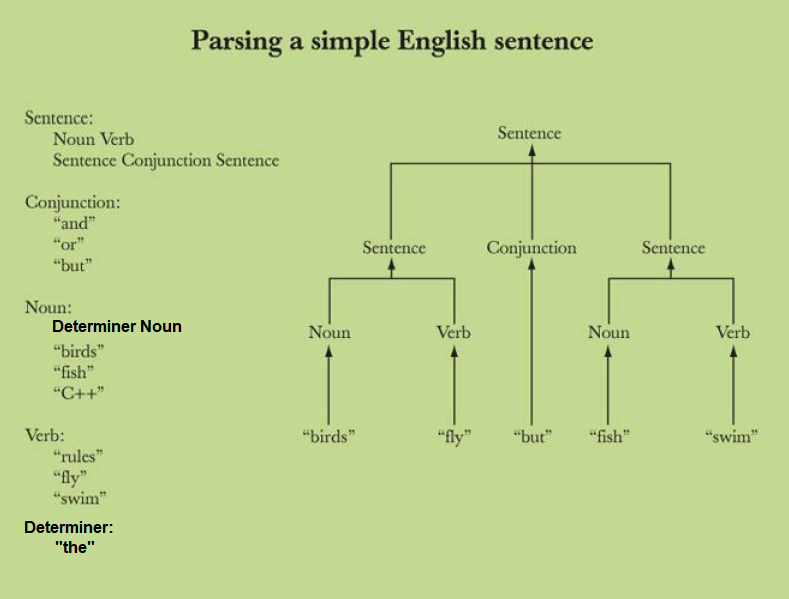 Parsing a simple English sentence
Sentence:
Noun Verb
Sentence Conjunction Sentence
Conjunction:
“and”
“or”
“but”
Noun:
Determiner Noun
“birds”
“fish”
“C++”
Verb:
“rules”
“fly”
“swim”
Determiner:
"the"
Sentence
Sentence Conjunction Sentence
Noun Verb Noun Verb
“birds” “fly” “but” “fish” “swim”